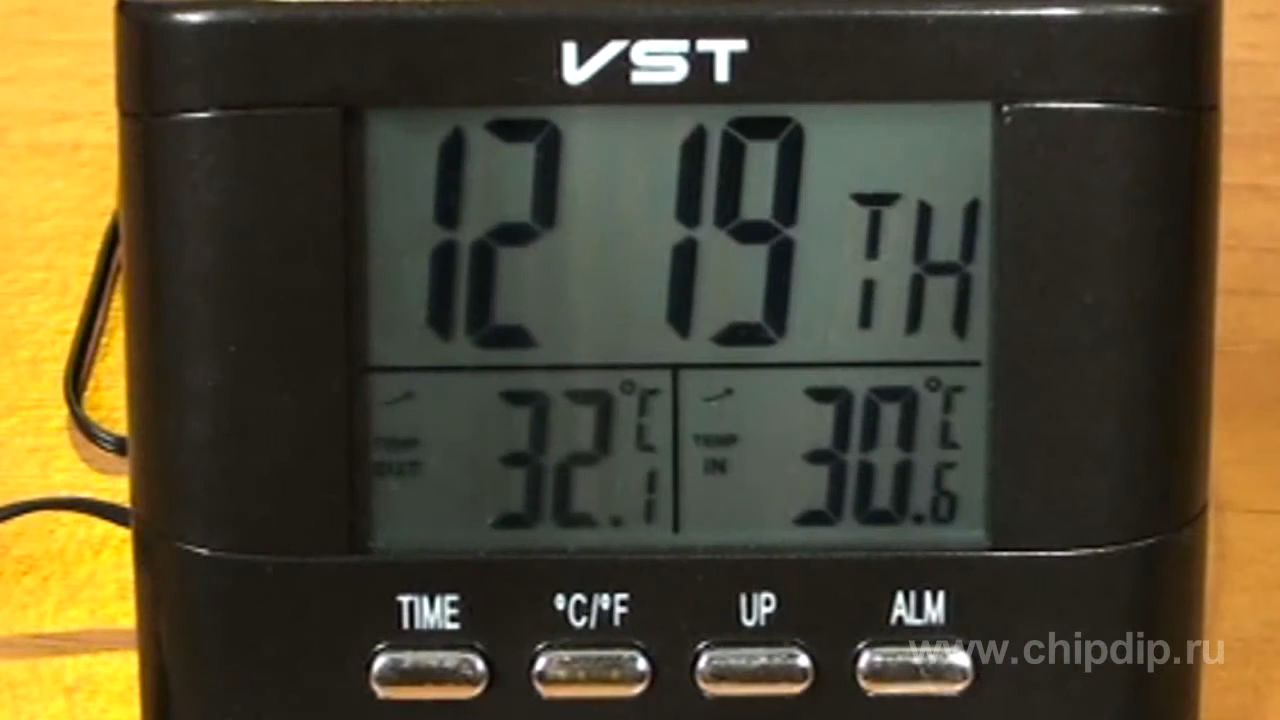 VST
12 19 TH
TEMP OUT 32.1 °C
TEMP IN 30.6 °C
TIME °C/°F UP ALM
www.chipdip.ru